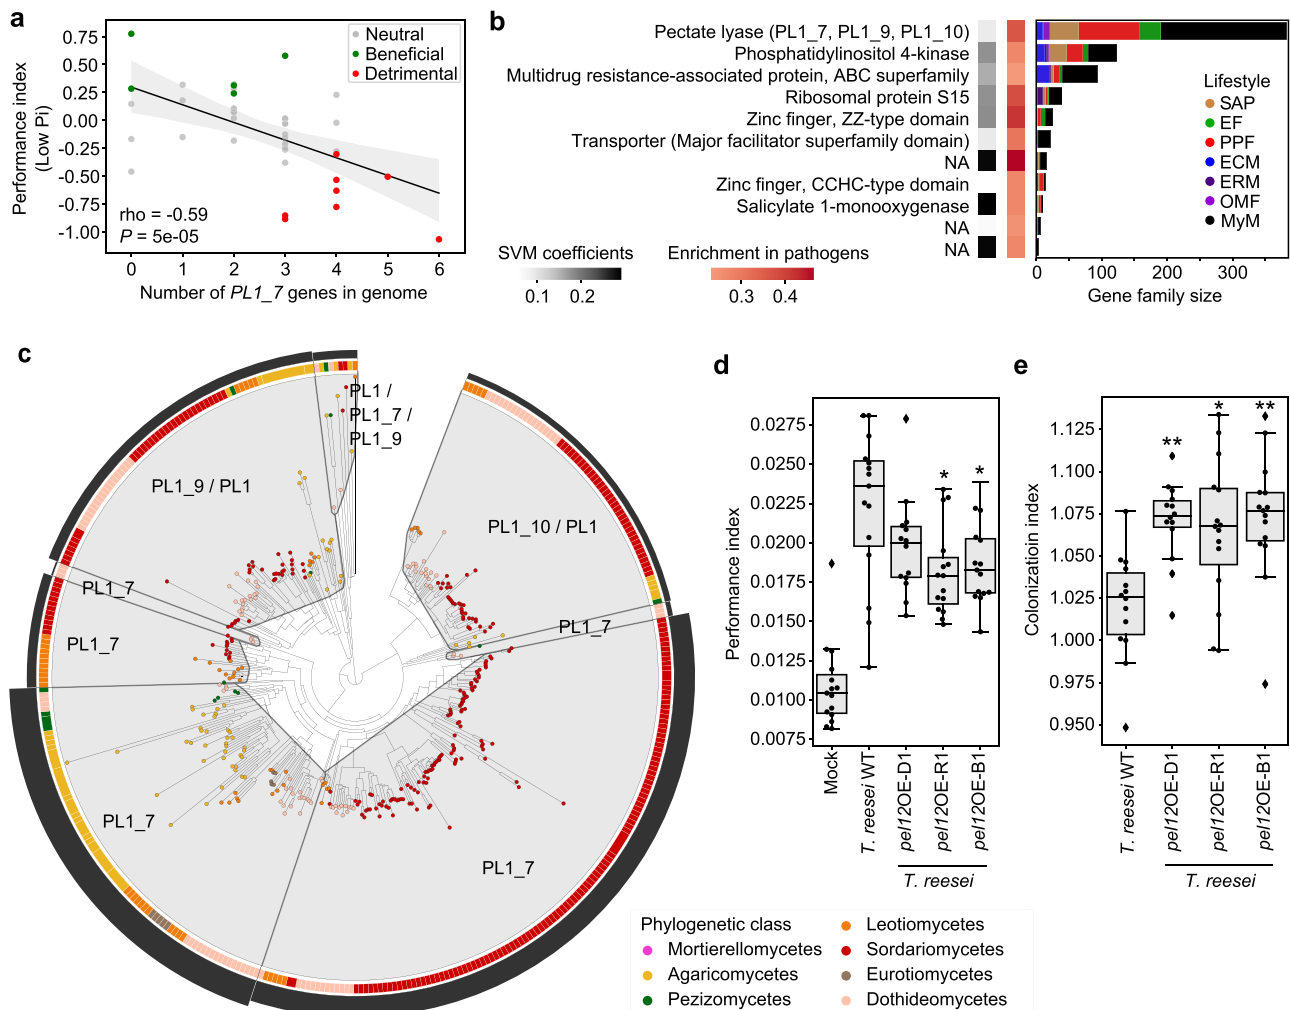 a
Performance index
(Low Pi)
0.75
0.50
0.25
0.00
-0.25
-0.50
-0.75
-1.00
Neutral
Beneficial
Detrimental
rho = -0.59
P = 5e-05
0 1 2 3 4 5 6
Number of PL1_7 genes in genome
b
Pectate lyase (PL1_7, PL1_9, PL1_10)
Phosphatidylinositol 4-kinase
Multidrug resistance-associated protein, ABC superfamily
Ribosomal protein S15
Zinc finger, ZZ-type domain
Transporter (Major facilitator superfamily domain)
NA
Zinc finger, CCHC-type domain
Salicylate 1-monooxygenase
NA
NA
SVM coefficients
0.1 0.2
Enrichment in pathogens
0.3 0.4
Lifestyle
SAP
EF
PPF
ECM
ERM
OMF
MyM
0 100 200 300
Gene family size
c
PL1 /
PL1_7 /
PL1_9
PL1_9 / PL1
PL1_10 / PL1
PL1_7
PL1_7
PL1_7
PL1_7
PL1_7
Phylogenetic class
Mortierellomycetes
Agaricomycetes
Pezizomycetes
Leotiomycetes
Sordariomycetes
Eurotiomycetes
Dothideomycetes
d
Performance index
0.0275
0.0250
0.0225
0.0200
0.0175
0.0150
0.0125
0.0100
0.0075
* *
Mock
T. reesei WT
pel12OE-D1
pel12OE-R1
pel12OE-B1
T. reesei
e
Colonizatioin index
1.125
1.100
1.075
1.050
1.025
1.000
0.975
0.950
** * **
T. reesei WT
pel12OE-D1
pel12OE-R1
pel12OE-B1
T. reesei